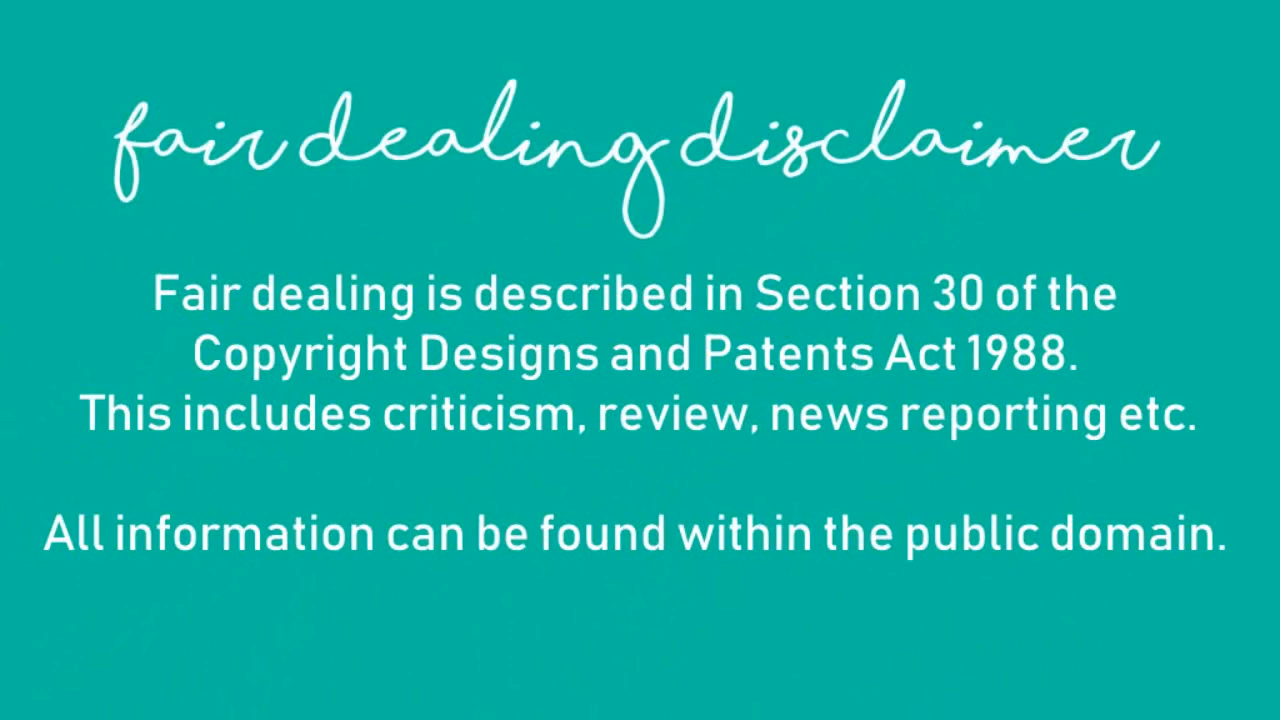 fair dealing disclaimer
Fair dealing is described in Section 30 of the
Copyright Designs and Patents Act 1988.
This includes criticism, review, news reporting etc.
All information can be found within the public domain.